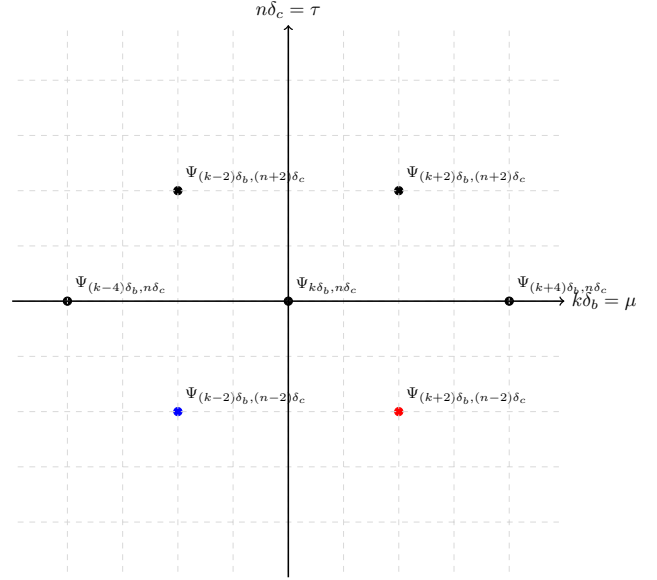 nδ_c = τ
Ψ_{(k−2)δ_b,(n+2)δ_c} Ψ_{(k+2)δ_b,(n+2)δ_c}
Ψ_{(k−4)δ_b,nδ_c} Ψ_{kδ_b,nδ_c} Ψ_{(k+4)δ_b,nδ_c}
kδ_b = μ
Ψ_{(k−2)δ_b,(n−2)δ_c} Ψ_{(k+2)δ_b,(n−2)δ_c}